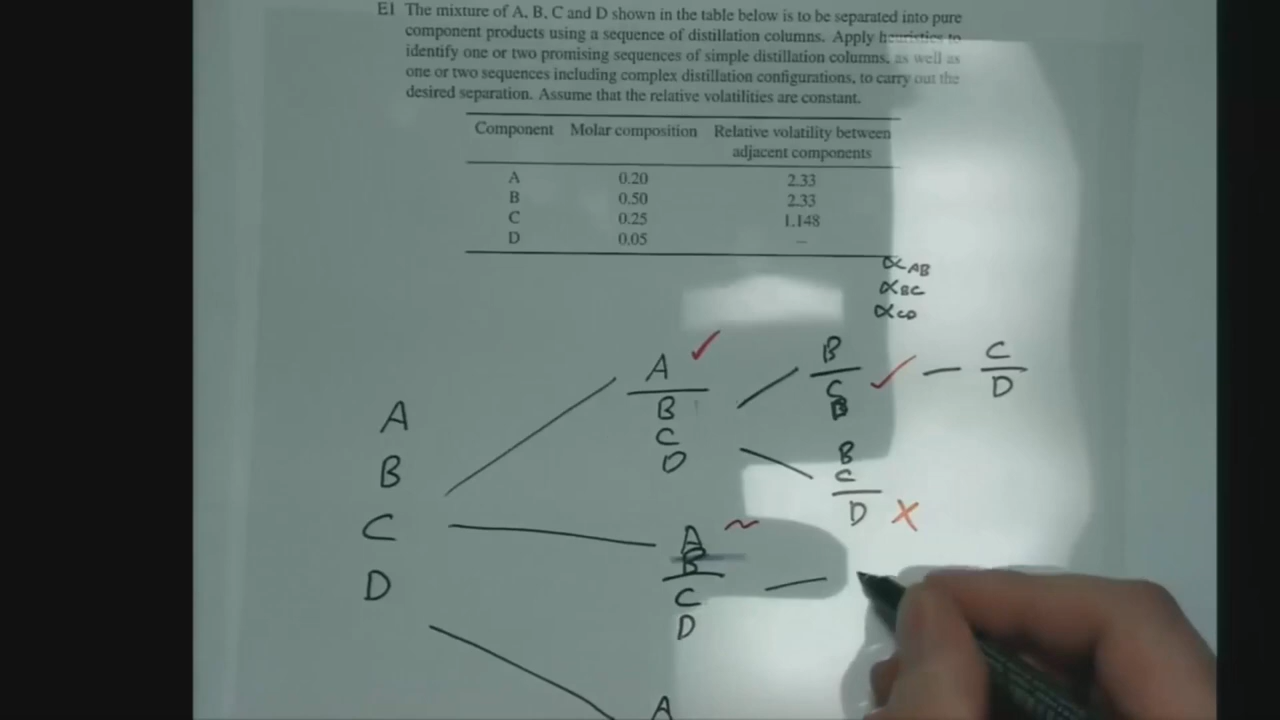 E1 The mixture of A, B, C and D shown in the table below is to be separated into pure
component products using a sequence of distillation columns. Apply heuristics to
identify one or two promising sequences of simple distillation columns, as well as
one or two sequences including complex distillation configurations, to carry out the
desired separation. Assume that the relative volatilities are constant.
Component Molar composition Relative volatility between
adjacent components
A 0.20 2.33
B 0.50 2.33
C 0.25 1.148
D 0.05 –
∝AB
∝BC
∝CD
A
B
C
D
A ✓
B
C
D
B
C ✓
D
C
D
B
C
D X
A ~
B
C
D
A